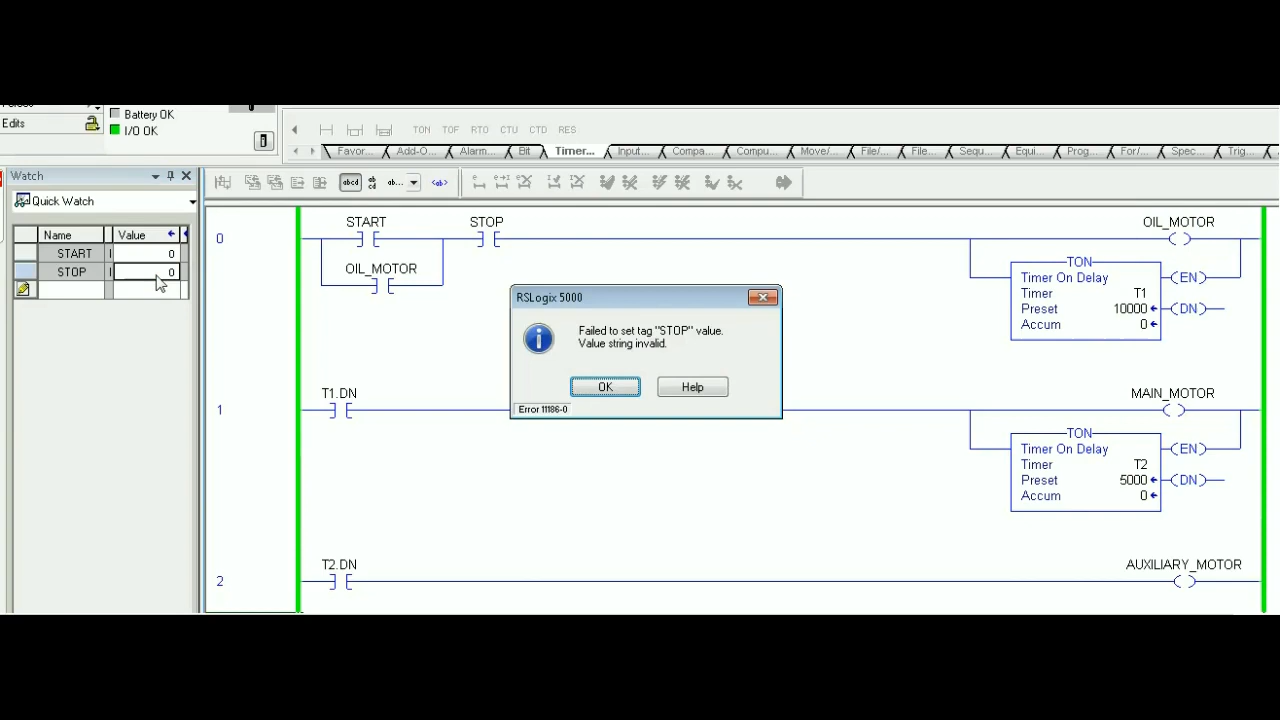 Battery OK
Edits
I/O OK
TON TOF RTO CTU CTD RES
Favor... Add-O... Alarm... Bit Timer... Input... Compa... Compu... Move/... File/... File... Sequ... Equi... Prog... For/... Spec... Trig...
Watch
abcd
Quick Watch
Name Value
START 0
STOP 0
0
START STOP OIL_MOTOR
OIL_MOTOR
TON
Timer On Delay EN
Timer T1
Preset 10000 DN
Accum 0
RSLogix 5000
Failed to set tag "STOP" value.
Value string invalid.
OK Help
Error 11186-0
1
T1.DN MAIN_MOTOR
TON
Timer On Delay EN
Timer T2
Preset 5000 DN
Accum 0
2
T2.DN AUXILIARY_MOTOR